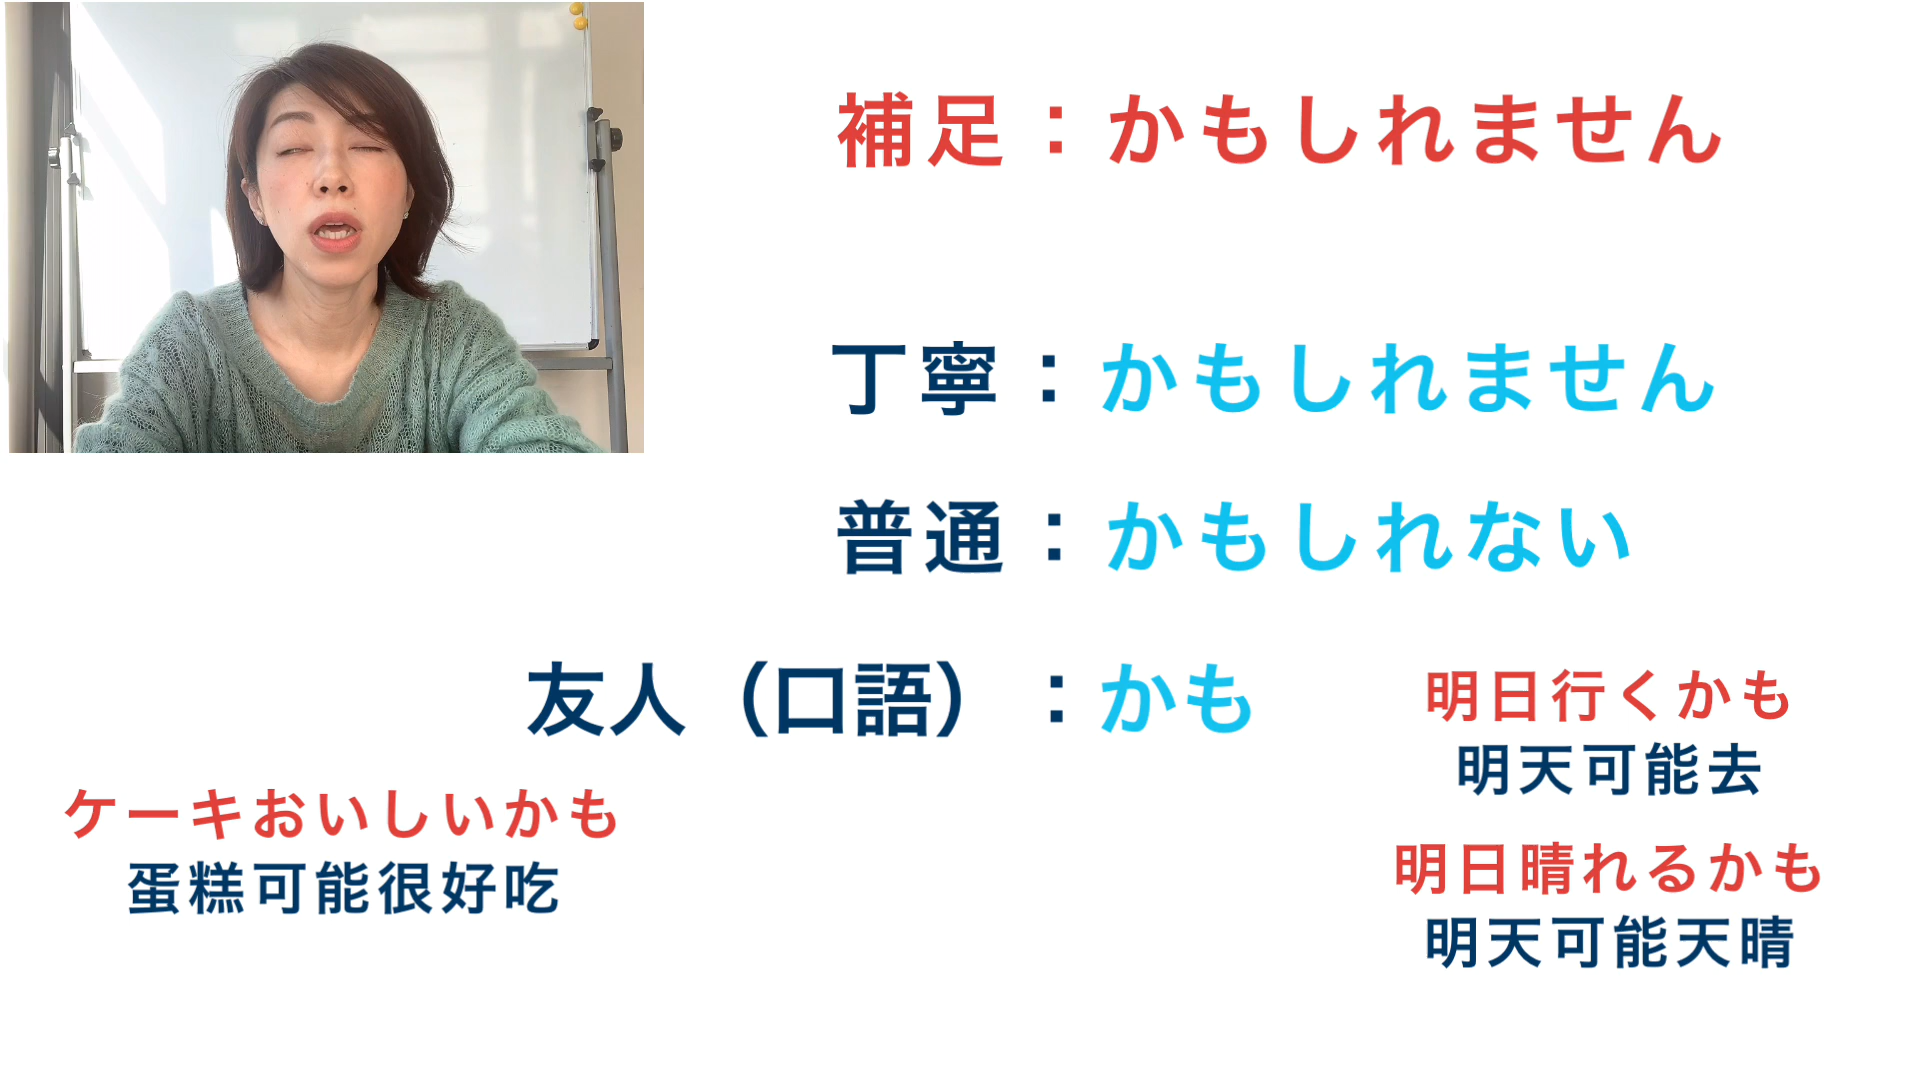 補足：かもしれません
丁寧：かもしれません
普通：かもしれない
友人（口語）：かも
明日行くかも
明天可能去
ケーキおいしいかも
蛋糕可能很好吃
明日晴れるかも
明天可能天晴